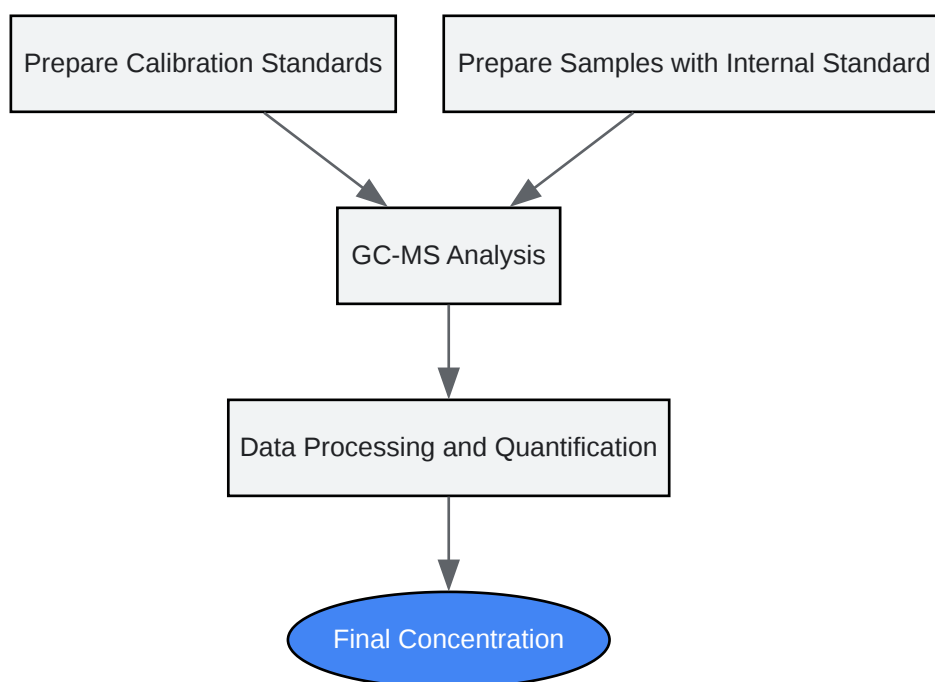 Prepare Calibration Standards
Prepare Samples with Internal Standard
GC-MS Analysis
Data Processing and Quantification
Final Concentration